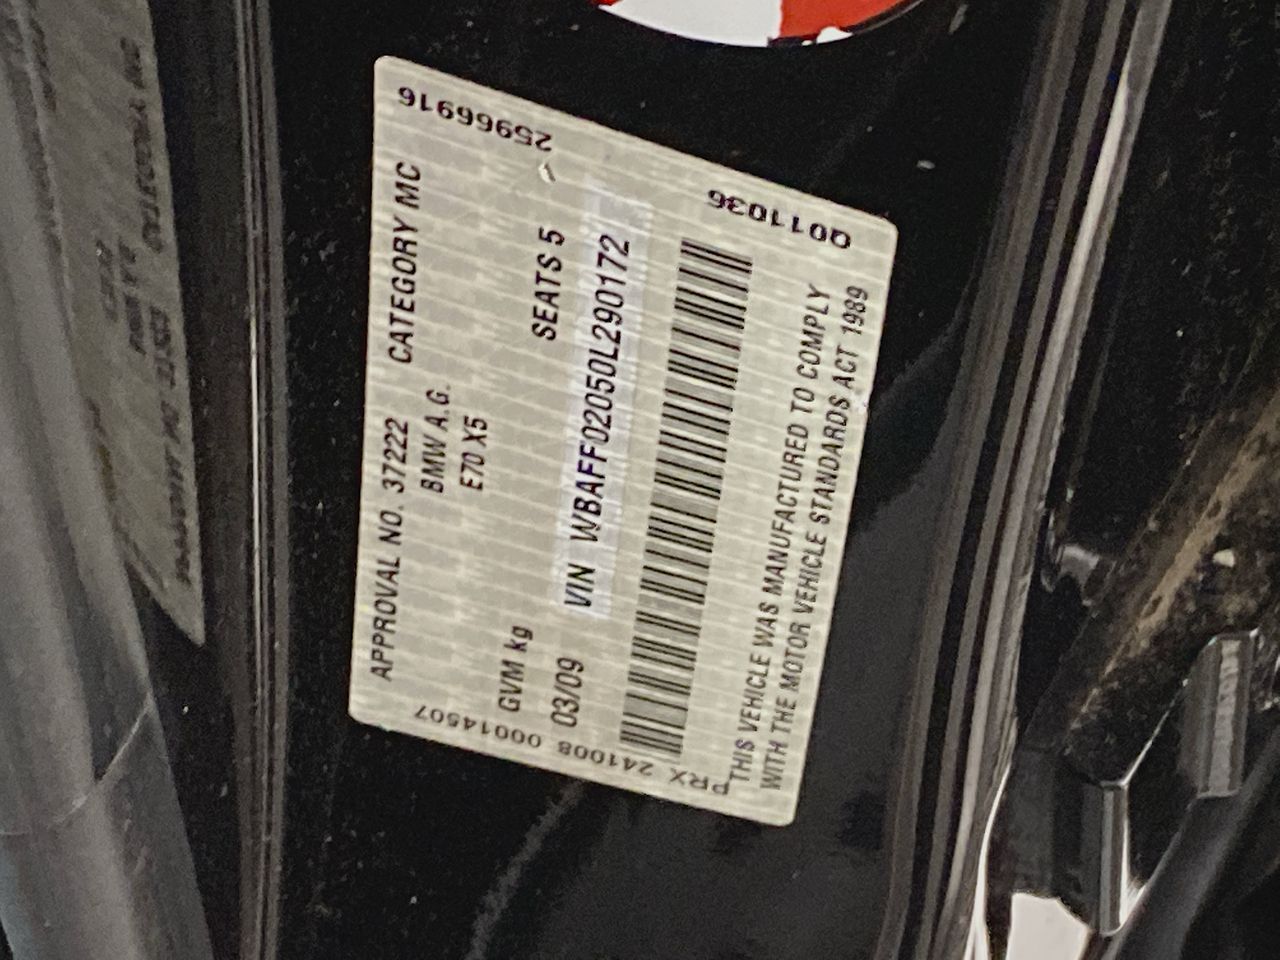 25966916
APPROVAL NO. 37222 CATEGORY MC
BMW A.G.
E70 X5
GVM kg
03/09 SEATS 5
VIN WBAFF02050L290172
THIS VEHICLE WAS MANUFACTURED TO COMPLY
WITH THE MOTOR VEHICLE STANDARDS ACT 1989
Q011036
PRX 241008 00014507